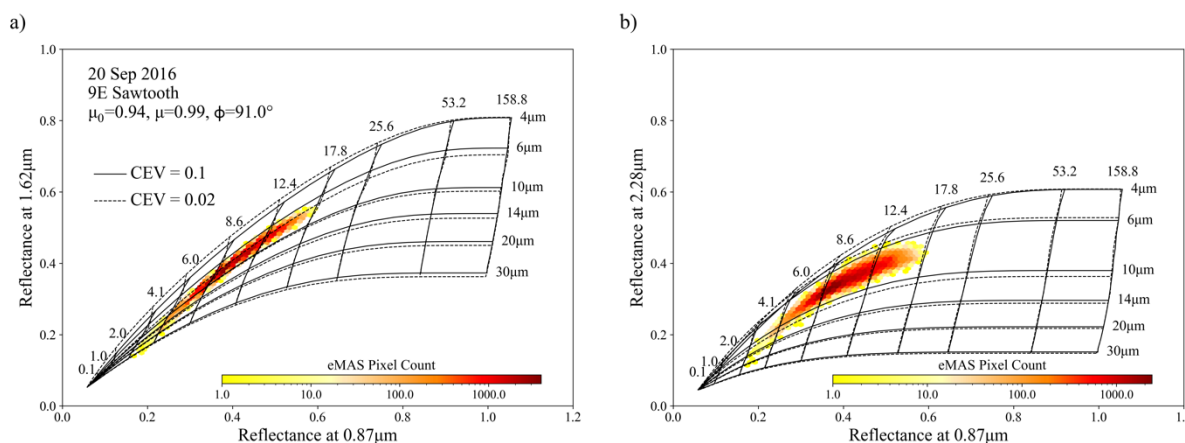 a)
1.0
0.8
0.6
0.4
0.2
0.0
Reflectance at 1.62μm
20 Sep 2016
9E Sawtooth
μ₀=0.94, μ=0.99, ϕ=91.0°
CEV = 0.1
CEV = 0.02
0.1
1.0
2.0
4.1
6.0
8.6
12.4
17.8
25.6
53.2
158.8
4μm
6μm
10μm
14μm
20μm
30μm
eMAS Pixel Count
1.0 10.0 100.0 1000.0
0.0 0.2 0.4 0.6 0.8 1.0 1.2
Reflectance at 0.87μm
b)
1.0
0.8
0.6
0.4
0.2
0.0
Reflectance at 2.28μm
0.1
1.0
2.0
4.1
6.0
8.6
12.4
17.8
25.6
53.2
158.8
4μm
6μm
10μm
14μm
20μm
30μm
eMAS Pixel Count
1.0 10.0 100.0 1000.0
0.0 0.2 0.4 0.6 0.8 1.0 1.
Reflectance at 0.87μm